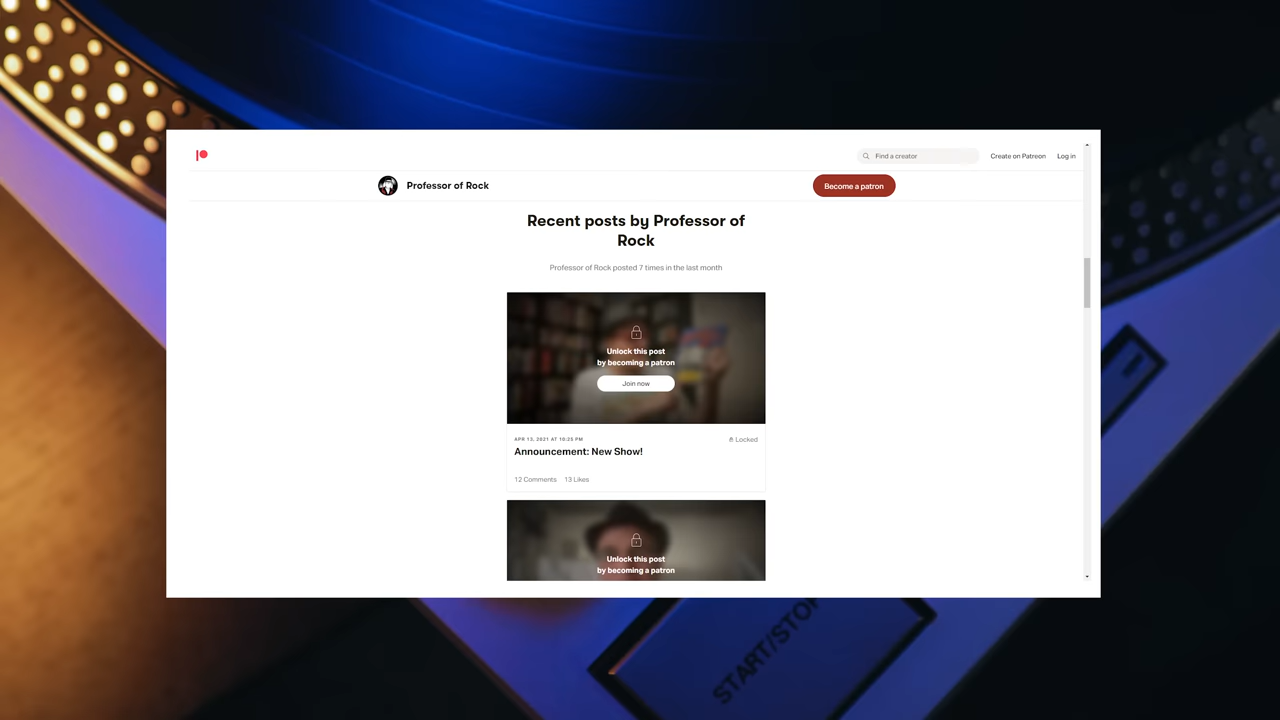 Find a creator
Create on Patreon
Log in
Professor of Rock
Become a patron
Recent posts by Professor of
Rock
Professor of Rock posted 7 times in the last month
Unlock this post
by becoming a patron
Join now
APR 13, 2021 AT 10:25 PM
Locked
Announcement: New Show!
12 Comments
13 Likes
Unlock this post
by becoming a patron
START/STOP